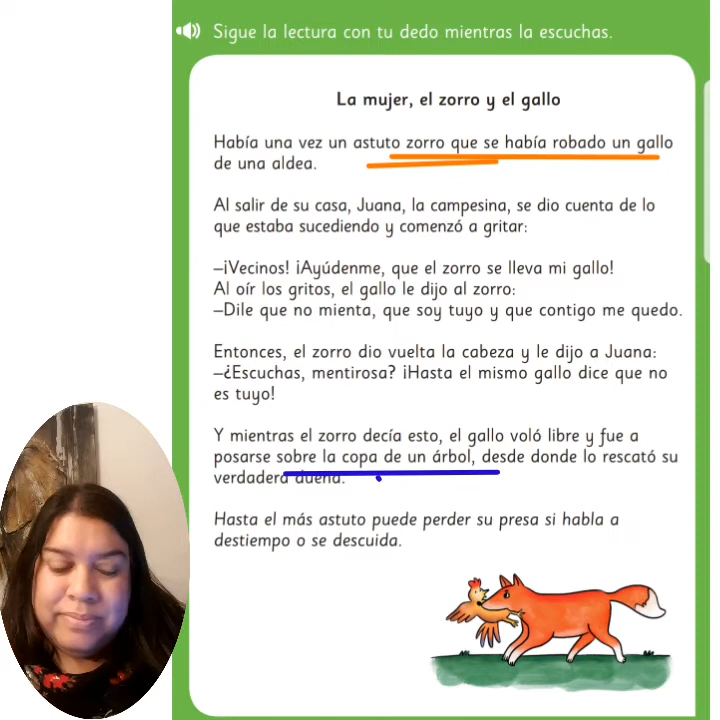 Sigue la lectura con tu dedo mientras la escuchas.
La mujer, el zorro y el gallo
Había una vez un astuto zorro que se había robado un gallo
de una aldea.
Al salir de su casa, Juana, la campesina, se dio cuenta de lo
que estaba sucediendo y comenzó a gritar:
–¡Vecinos! ¡Ayúdenme, que el zorro se lleva mi gallo!
Al oír los gritos, el gallo le dijo al zorro:
–Dile que no mienta, que soy tuyo y que contigo me quedo.
Entonces, el zorro dio vuelta la cabeza y le dijo a Juana:
–¿Escuchas, mentirosa? ¡Hasta el mismo gallo dice que no
es tuyo!
Y mientras el zorro decía esto, el gallo voló libre y fue a
posarse sobre la copa de un árbol, desde donde lo rescató su
verdadera dueña.
Hasta el más astuto puede perder su presa si habla a
destiempo o se descuida.